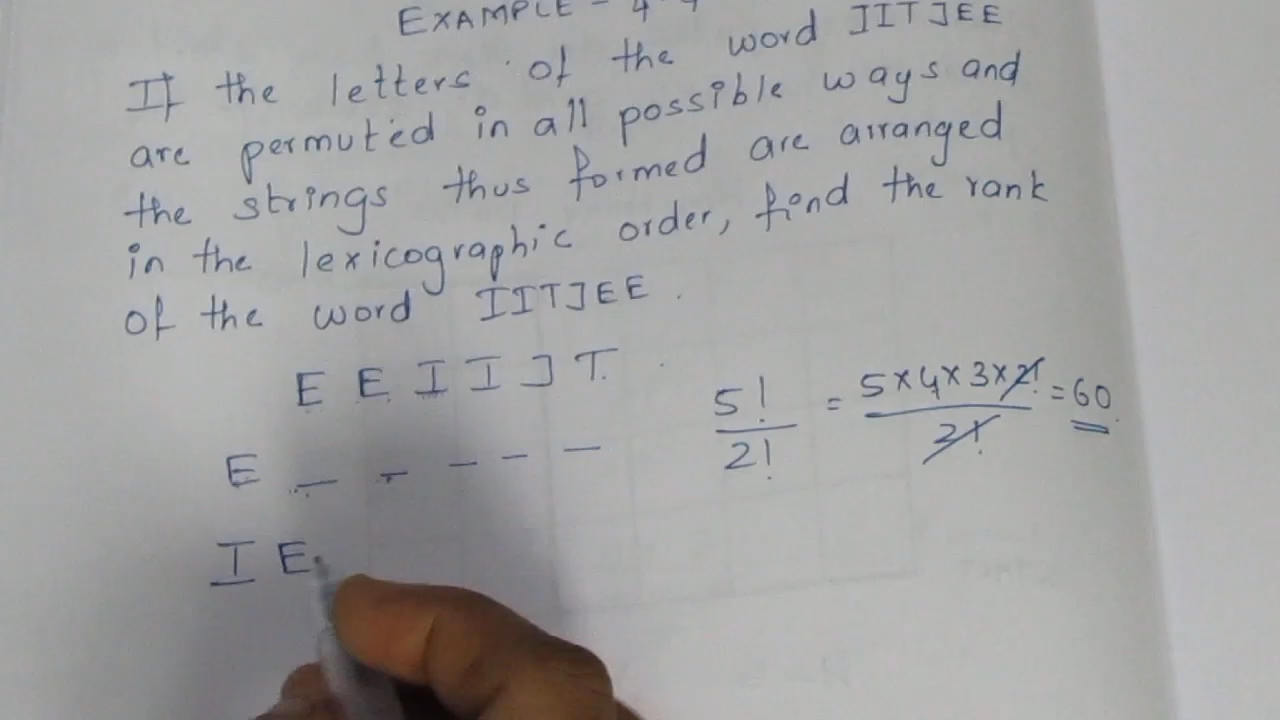 EXAMPLE - 4.4
If the letters of the word IITJEE
are permuted in all possible ways and
the strings thus formed are arranged
in the lexicographic order, find the rank
of the word IITJEE.
E E I I J T.
5!/2! = 5×4×3×2!/2! = 60
E _ _ _ _ _
I E